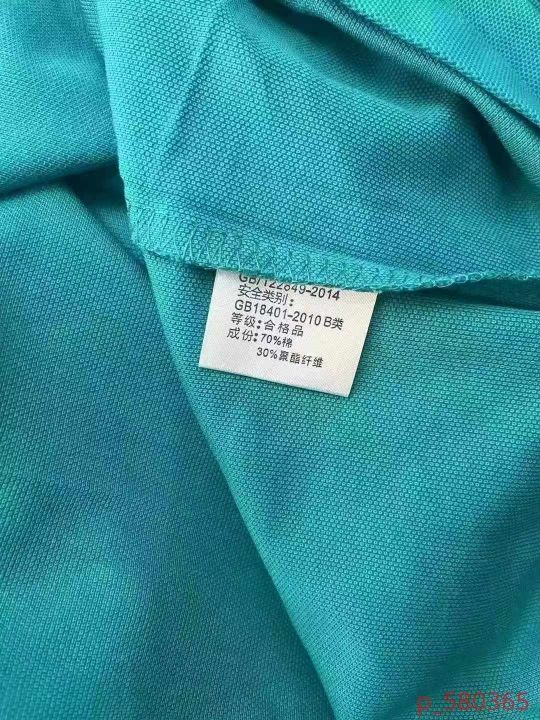 GB/T22849-2014
安全类别：
GB18401-2010 B类
等级：合格品
成份：70%棉
30%聚酯纤维
p_580365